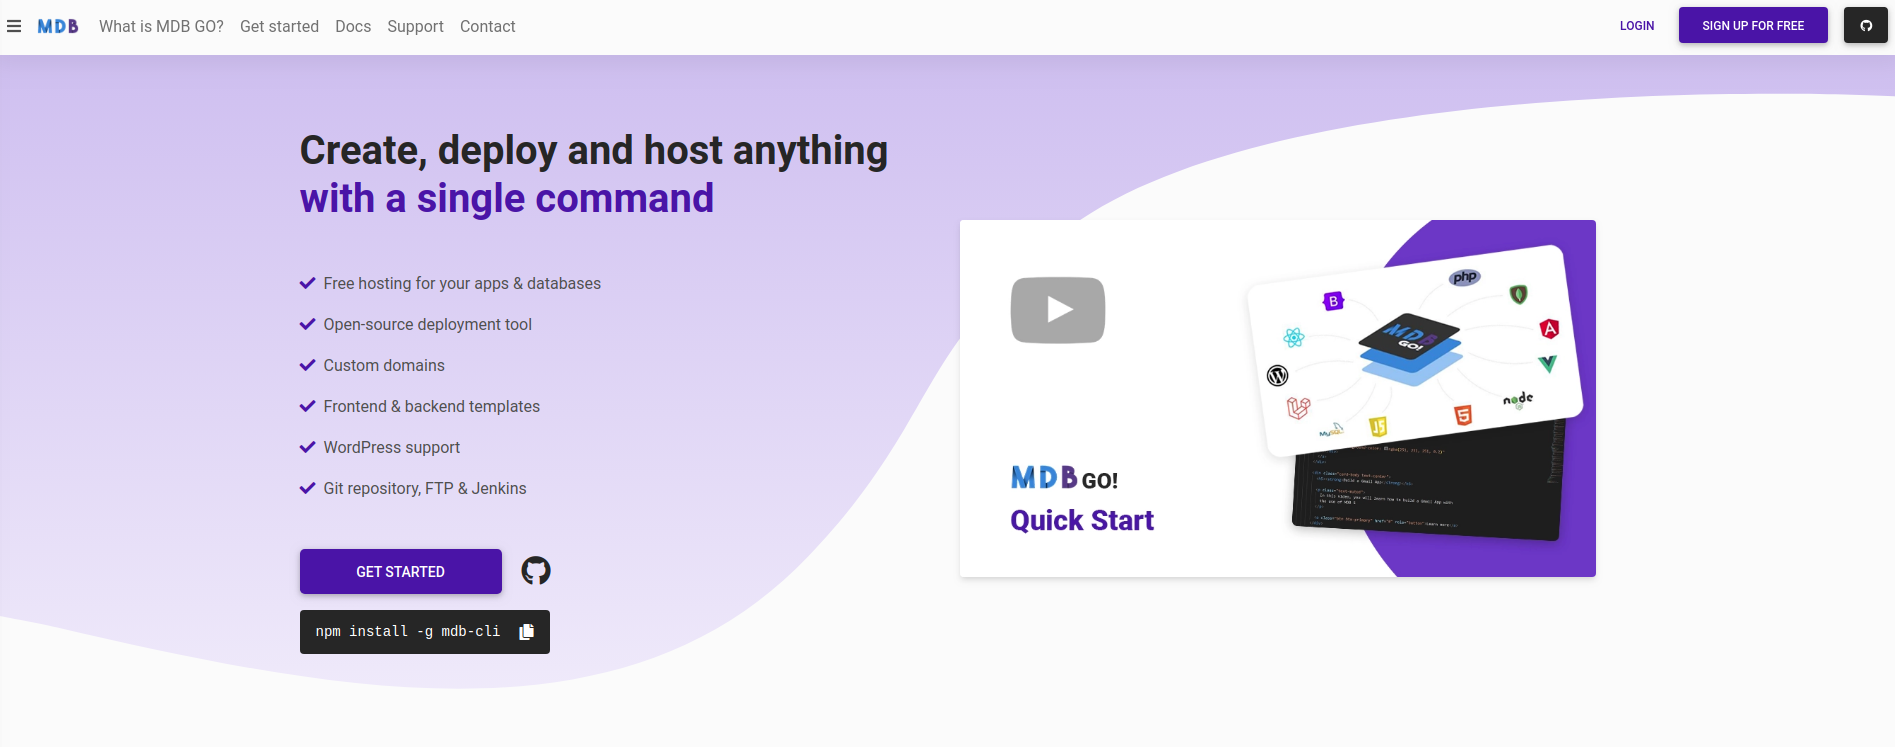 MDB
What is MDB GO?
Get started
Docs
Support
Contact
LOGIN
SIGN UP FOR FREE
Create, deploy and host anything
with a single command
Free hosting for your apps & databases
Open-source deployment tool
Custom domains
Frontend & backend templates
WordPress support
Git repository, FTP & Jenkins
GET STARTED
npm install -g mdb-cli
php
B
A
MDB
GO!
W
node
JS
5
MySQL
MDB GO!
Quick Start